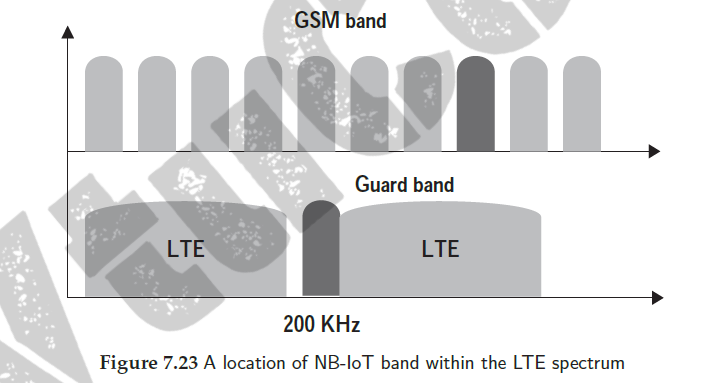 GSM band
Guard band
LTE LTE
200 KHz
Figure 7.23 A location of NB-IoT band within the LTE spectrum